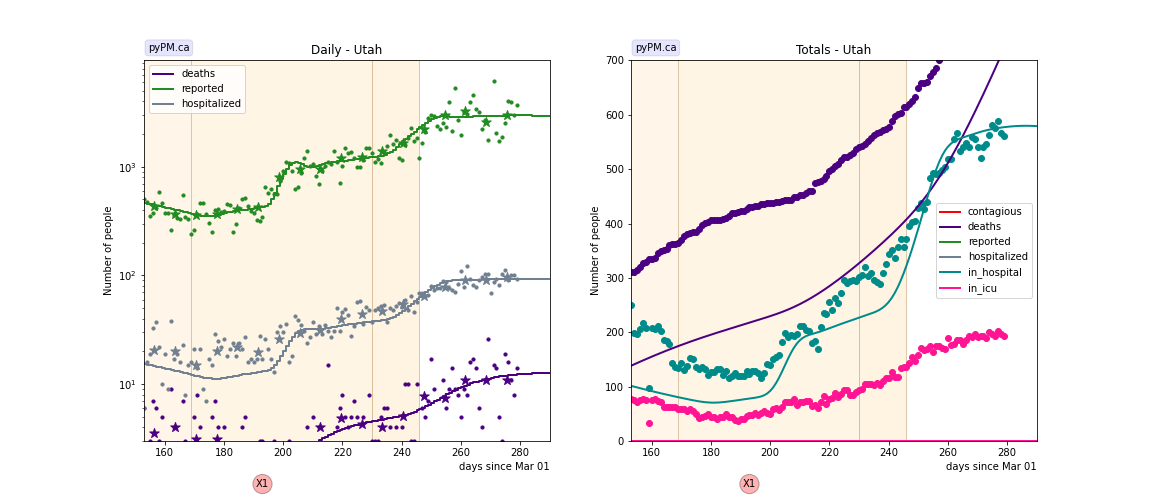 pyPM.ca
Daily - Utah
deaths
reported
hospitalized
Number of people
10³
10²
10¹
160 180 200 220 240 260 280
days since Mar 01
X1
pyPM.ca
Totals - Utah
Number of people
700
600
500
400
300
200
100
0
contagious
deaths
reported
hospitalized
in_hospital
in_icu
160 180 200 220 240 260 280
days since Mar 01
X1